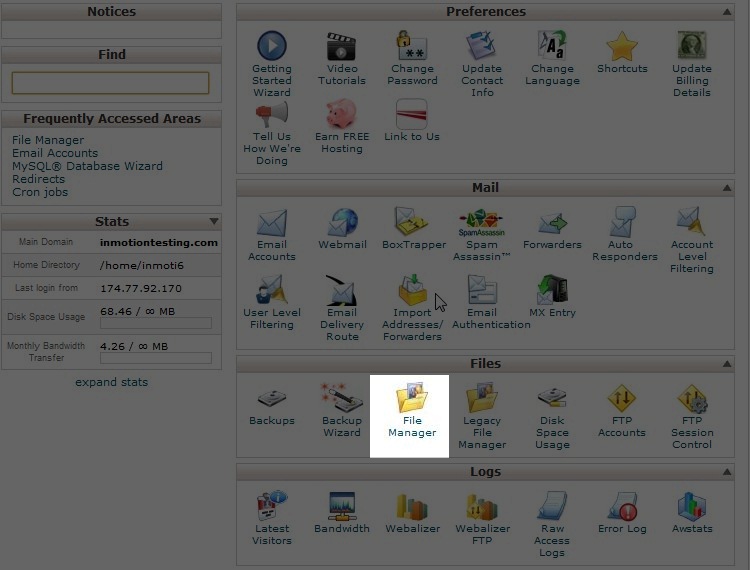 Notices
Find
Frequently Accessed Areas
File Manager
Email Accounts
MySQL® Database Wizard
Redirects
Cron jobs
Stats
Main Domain inmotiontesting.com
Home Directory /home/inmoti6
Last login from 174.77.92.170
Disk Space Usage 68.46 / ∞ MB
Monthly Bandwidth
Transfer 4.26 / ∞ MB
expand stats
Preferences
Getting Video Change Update Change Shortcuts Update
Started Tutorials Password Contact Language Billing
Wizard Info Details
Tell Us Earn FREE Link to Us
How We're Hosting
Doing
Mail
Email Webmail BoxTrapper Spam Forwarders Auto Account
Accounts Assassin™ Responders Level
Filtering
SpamAssassin
User Level Email Import Email MX Entry
Filtering Delivery Addresses/ Authentication
Route Forwarders
Files
Backups Backup File Legacy Disk FTP FTP
Wizard Manager File Space Accounts Session
Manager Usage Control
Logs
Latest Bandwidth Webalizer Webalizer Raw Error Log Awstats
Visitors FTP Access
Logs